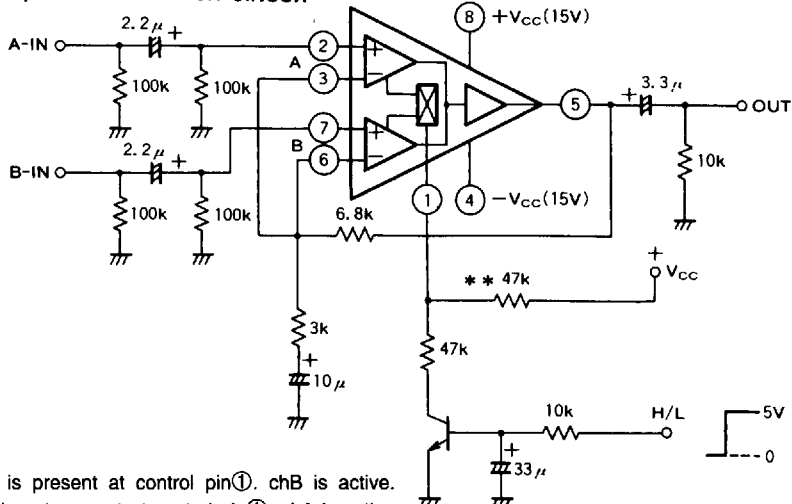 2.2μ +
8 +VCC(15V)
A-IN
2
+
A
3
−
100k
100k
5
3.3μ
+
OUT
7
+
B
6
−
2.2μ +
B-IN
10k
1
4 −VCC(15V)
100k
100k
6.8k
+
VCC
** 47k
3k
47k
+
10μ
10k
H/L
5V
0
+
33μ
is present at control pin①. chB is active.